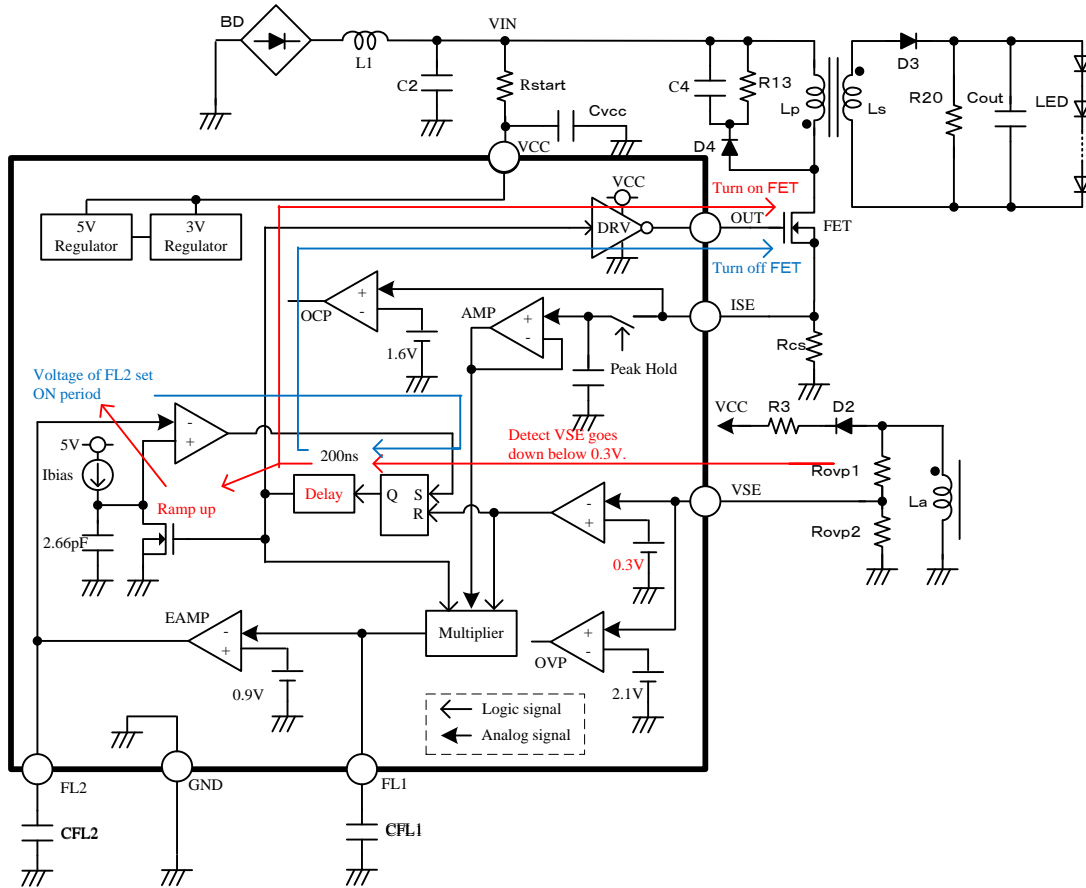 BD
VIN
L1
C2
Rstart
Cvcc
C4
R13
Lp
Ls
D3
R20
Cout
LED
D4
VCC
5V
Regulator
3V
Regulator
VCC
DRV
OUT
Turn on FET
FET
Turn off FET
+
-
OCP
1.6V
AMP
+
-
ISE
Peak Hold
Rcs
Voltage of FL2 set
ON period
-
+
5V
Ibias
2.66pF
Ramp up
200ns
Delay
Q
S
R
Detect VSE goes
down below 0.3V.
VCC
R3
D2
Rovp1
VSE
La
Rovp2
-
+
0.3V
EAMP
-
+
0.9V
Multiplier
+
-
OVP
2.1V
Logic signal
Analog signal
FL2
GND
FL1
CFL2
CFL1